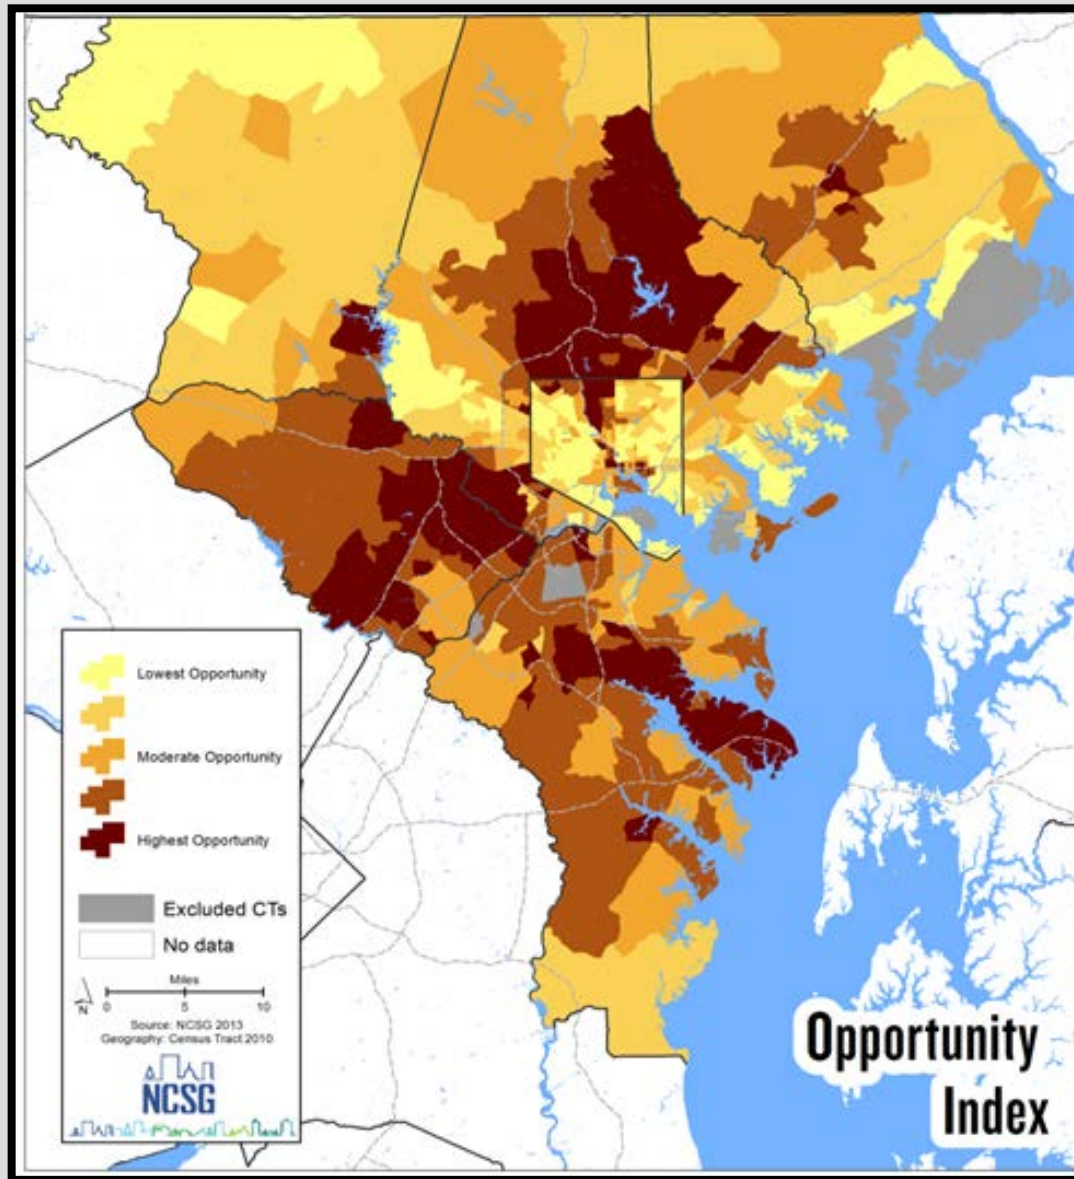 Lowest Opportunity
Moderate Opportunity
Highest Opportunity
Excluded CTs
No data
Miles
N
0 5 10
Source: NCSG 2013
Geography: Census Tract 2010
NCSG
Opportunity
Index